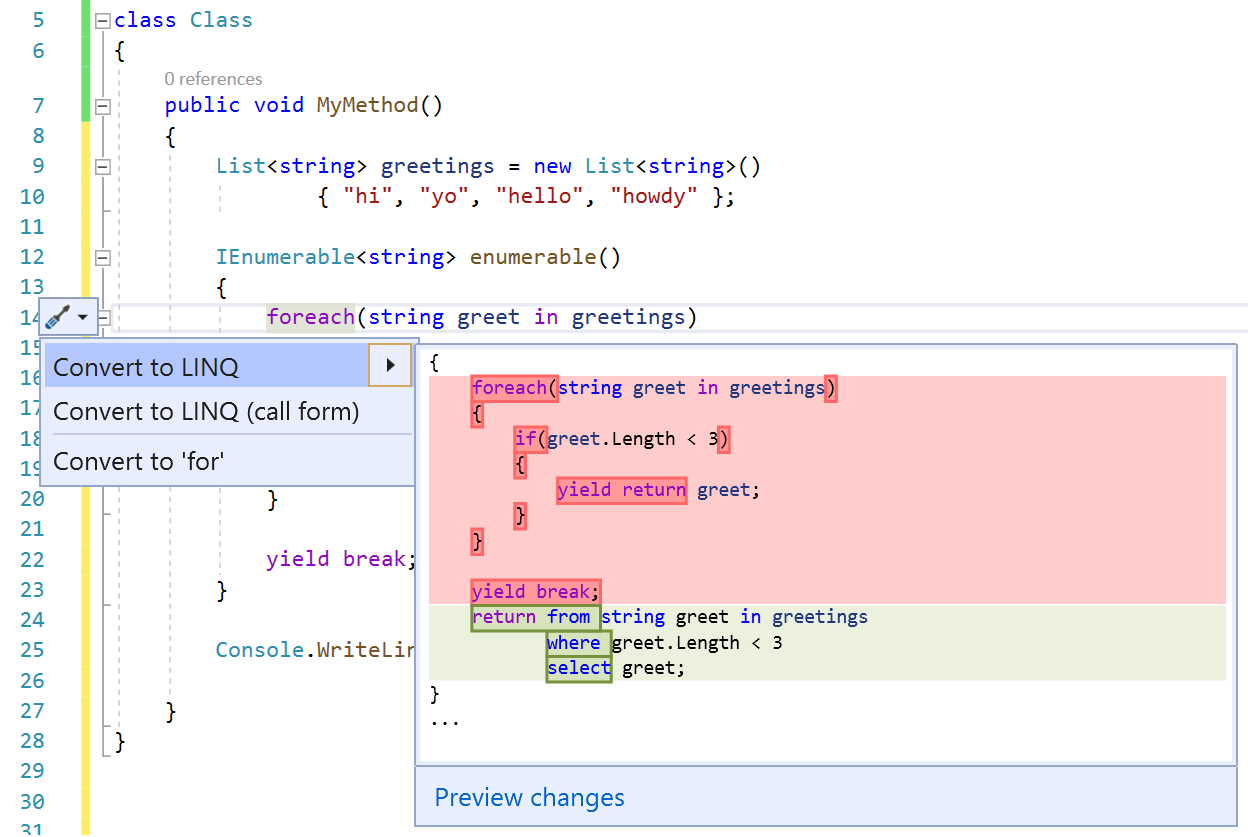 5 class Class
6 {
0 references
7 public void MyMethod()
8 {
9 List<string> greetings = new List<string>()
10 { "hi", "yo", "hello", "howdy" };
11
12 IEnumerable<string> enumerable()
13 {
14 foreach(string greet in greetings)
15
16
17
18
19
20 }
21
22 yield break;
23 }
24
25 Console.WriteLin
26
27 }
28 }
29
30
31
Convert to LINQ
Convert to LINQ (call form)
Convert to 'for'
{
foreach(string greet in greetings)
{
if(greet.Length < 3)
{
yield return greet;
}
}
yield break;
return from string greet in greetings
where greet.Length < 3
select greet;
}
...
Preview changes